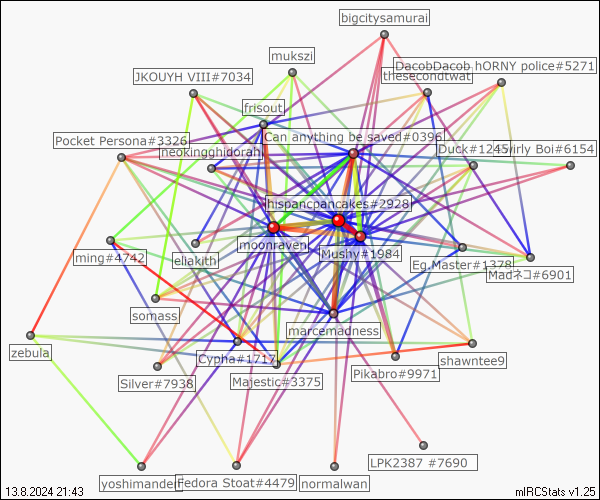 bigcitysamurai
mukszi
DacobDacob hORNY police#5271
JKOUYH VIII#7034
thesecondtwat
frisout
Pocket Persona#3326
Can anything be saved#0396
neokingghidorah
Duck#1245
irly Boi#6154
hispancpancakes#2928
moonraven
Mushy#1984
eliakith
ming#4742
Eg.Master#1378
Madネコ#6901
somass
marcemadness
zebula
Cypha#1717
shawntee9
Silver#7938
Majestic#3375
Pikabro#9971
LPK2387 #7690
yoshimanden
Fedora Stoat#4479
normalwan
13.8.2024 21:43
mIRCStats v1.25